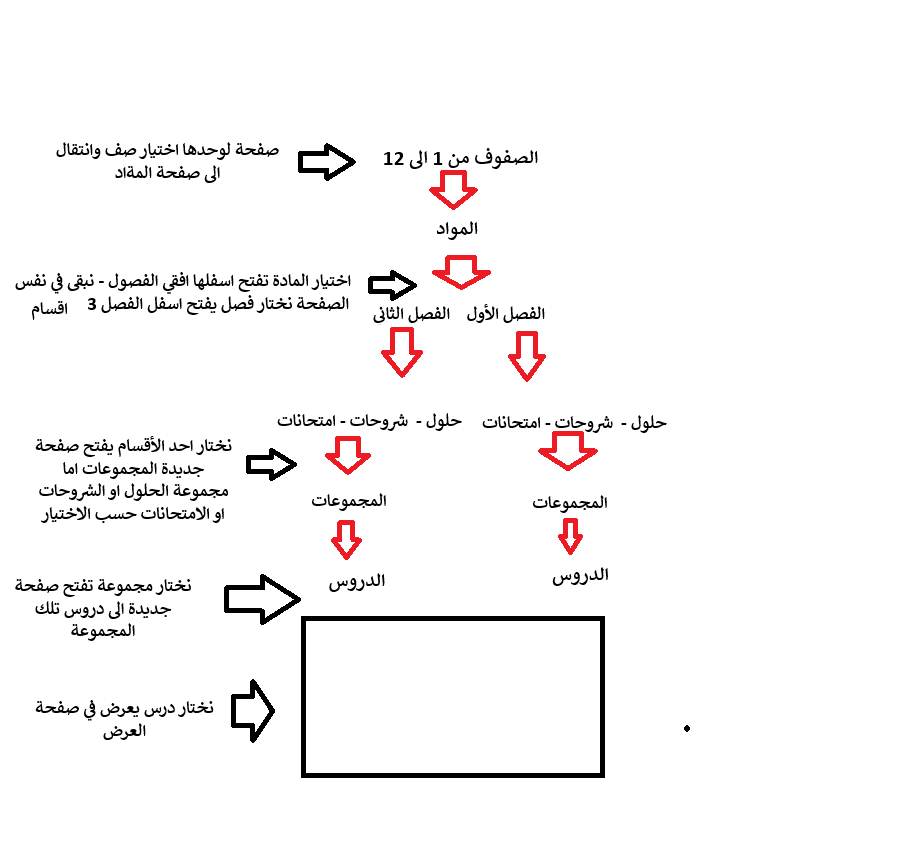 الصفوف من 1 الى 12
صفحة لوحدها اختيار صف وانتقال
الى صفحة المةاد
المواد
اختيار المادة تفتح اسفلها افقي الفصول - نبقى في نفس
الصفحة نختار فصل يفتح اسفل الفصل 3 اقسام
الفصل الأول
الفصل الثانى
حلول - شروحات - امتحانات
حلول - شروحات - امتحانات
نختار احد الأقسام يفتح صفحة
جديدة المجموعات اما
مجموعة الحلول او الشروحات
او الامتحانات حسب الاختيار
المجموعات
المجموعات
الدروس
الدروس
نختار مجموعة تفتح صفحة
جديدة الى دروس تلك
المجموعة
نختار درس يعرض في صفحة
العرض